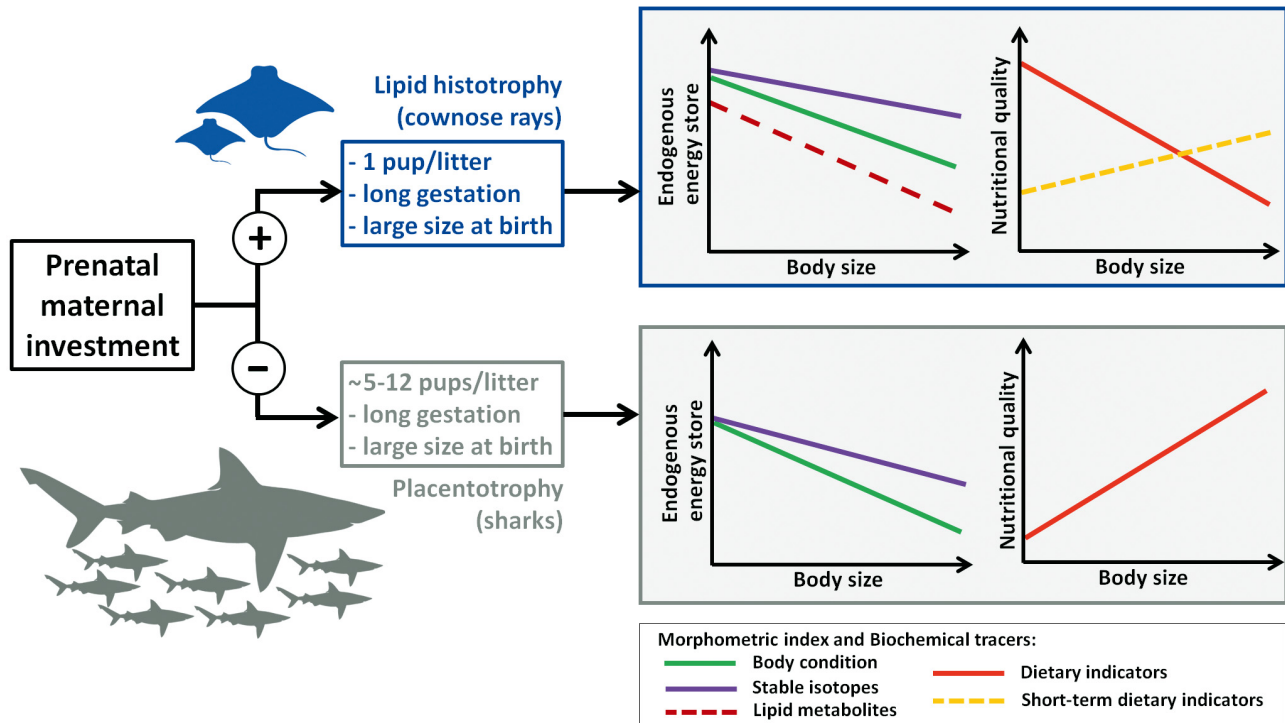 Prenatal
maternal
investment
+
−
Lipid histotrophy
(cownose rays)
- 1 pup/litter
- long gestation
- large size at birth
~5-12 pups/litter
- long gestation
- large size at birth
Placentotrophy
(sharks)
Endogenous
energy store
Body size
Nutritional quality
Body size
Endogenous
energy store
Body size
Nutritional quality
Body size
Morphometric index and Biochemical tracers:
Body condition
Stable isotopes
Lipid metabolites
Dietary indicators
Short-term dietary indicators